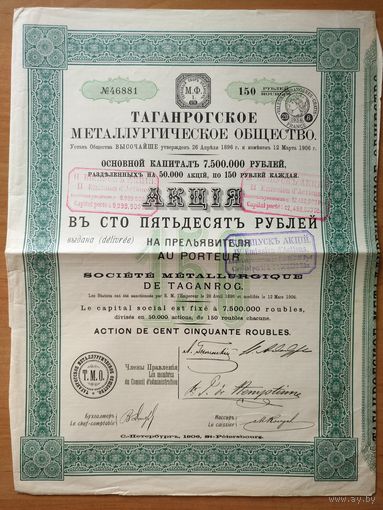 №46881
М.Ф.
150 РУБЛЕЙ ROUBLES
ТАГАНРОГСКОЕ
МЕТАЛЛУРГИЧЕСКОЕ ОБЩЕСТВО.
Уставъ Общества ВЫСОЧАЙШЕ утвержденъ 26 Апрѣля 1896 г. и измѣненъ 12 Марта 1906 г.
ОСНОВНОЙ КАПИТАЛЪ 7.500.000 РУБЛЕЙ,
РАЗДѢЛЕННЫХЪ НА 50.000 АКЦІЙ, ПО 150 РУБЛЕЙ КАЖДАЯ.
АКЦІЯ
ВЪ СТО ПЯТЬДЕСЯТЪ РУБЛЕЙ
выдана (délivrée) НА ПРЕДЪЯВИТЕЛЯ
AU PORTEUR
SOCIÉTÉ MÉTALLURGIQUE
DE TAGANROG.
Les Statuts ont été sanctionnés par S. M. l'Empereur le 26 Avril 1896 et modifiés le 12 Mars 1906.
Le capital social est fixé à 7.500.000 roubles,
divisés en 50.000 actions, de 150 roubles chacune.
ACTION DE CENT CINQUANTE ROUBLES.
Т.М.О.
Члены Правленія
Les membres
du Conseil d'administration
Бухгалтеръ
Le chef-comptable
Кассиръ
Le caissier
С.-Петербургъ, 1906, St-Pétersbourg.
ay.by